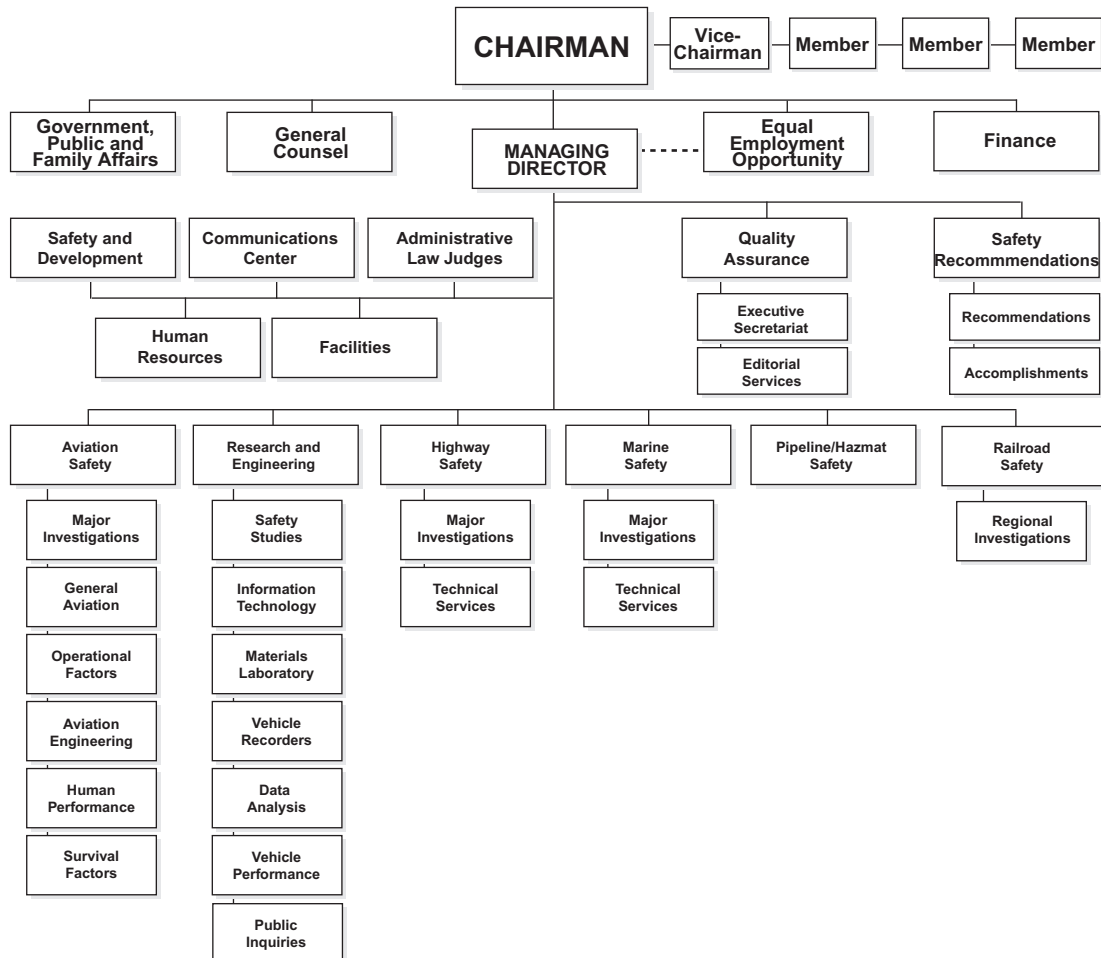 CHAIRMAN
Vice-
Chairman
Member
Member
Member
Government,
Public and
Family Affairs
General
Counsel
MANAGING
DIRECTOR
Equal
Employment
Opportunity
Finance
Safety and
Development
Communications
Center
Administrative
Law Judges
Quality
Assurance
Safety
Recommmendations
Human
Resources
Facilities
Executive
Secretariat
Recommendations
Editorial
Services
Accomplishments
Aviation
Safety
Research and
Engineering
Highway
Safety
Marine
Safety
Pipeline/Hazmat
Safety
Railroad
Safety
Major
Investigations
Safety
Studies
Major
Investigations
Major
Investigations
Regional
Investigations
General
Aviation
Information
Technology
Technical
Services
Technical
Services
Operational
Factors
Materials
Laboratory
Aviation
Engineering
Vehicle
Recorders
Human
Performance
Data
Analysis
Survival
Factors
Vehicle
Performance
Public
Inquiries